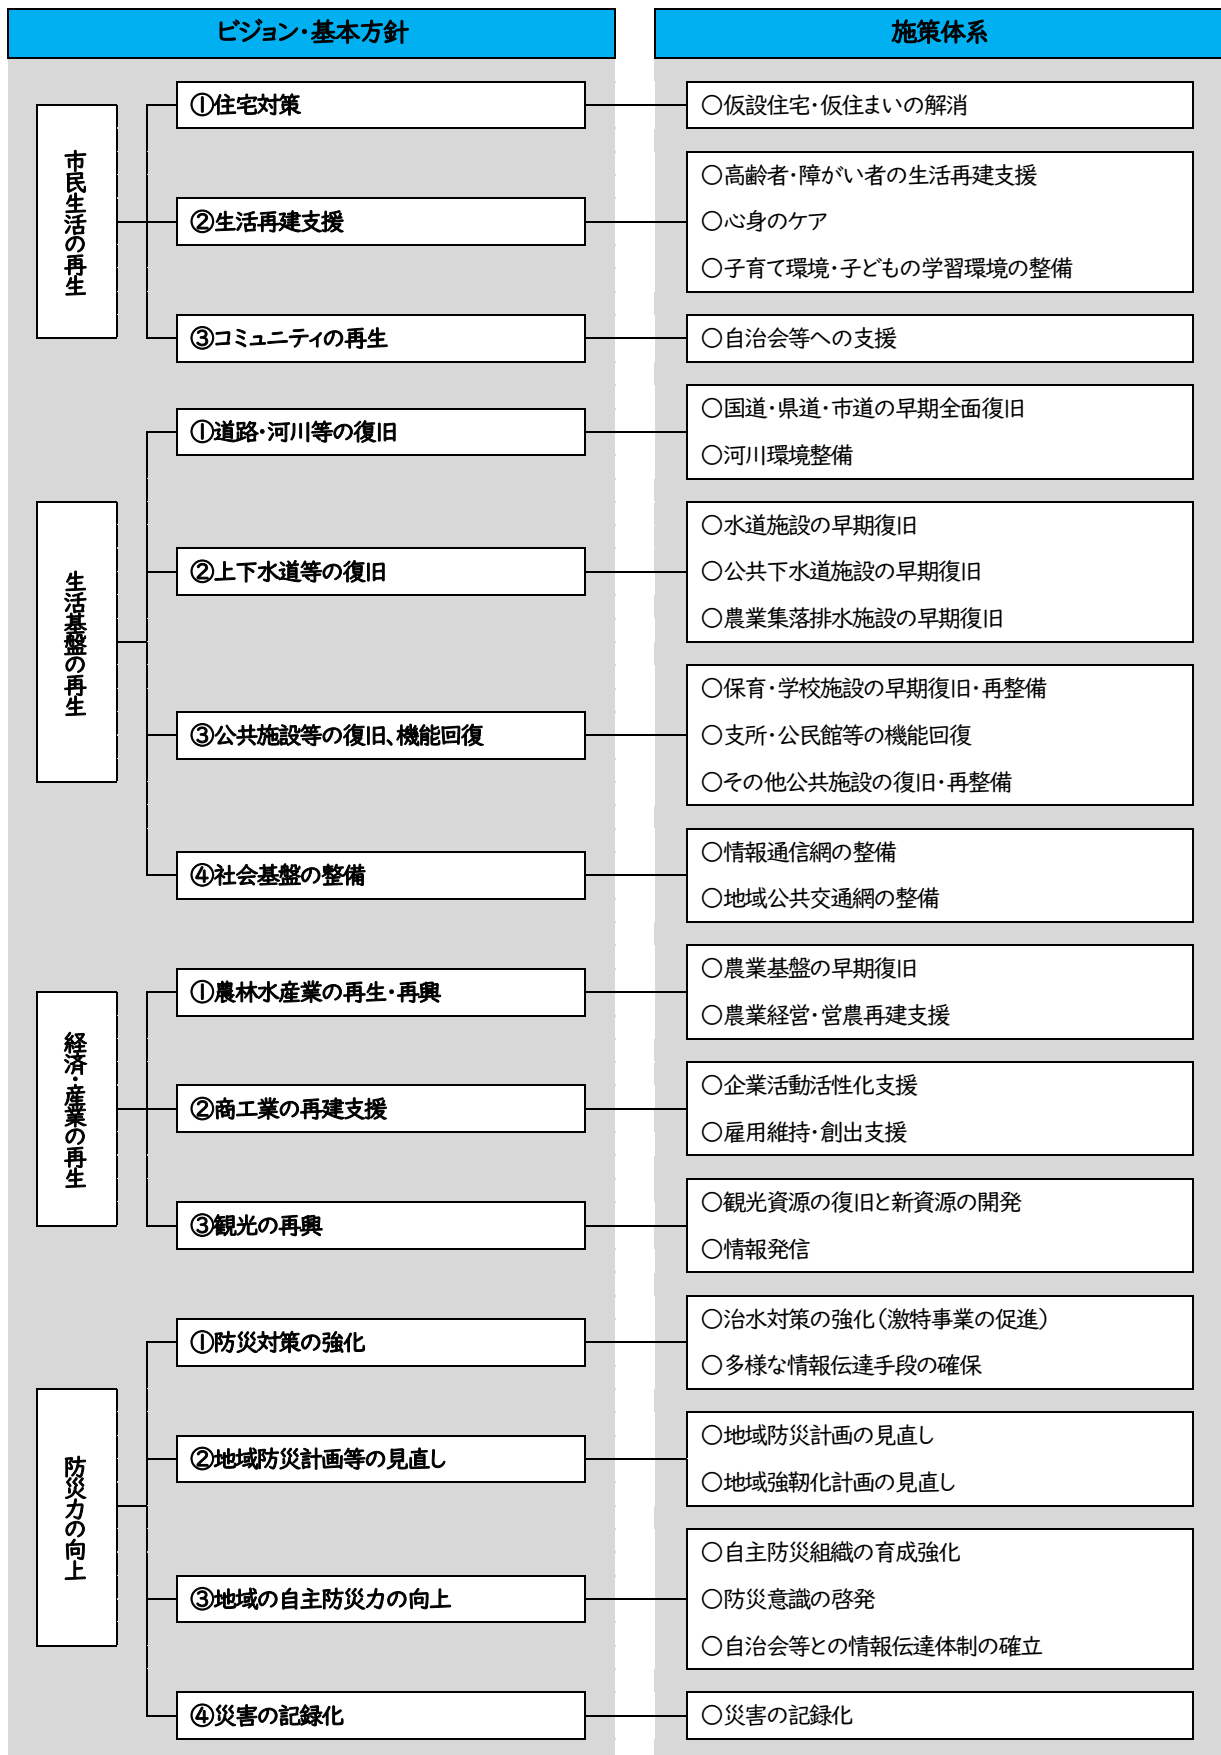 ビジョン・基本方針
施策体系
市民生活の再生
①住宅対策
○仮設住宅・仮住まいの解消
②生活再建支援
○高齢者・障がい者の生活再建支援
○心身のケア
○子育て環境・子どもの学習環境の整備
③コミュニティの再生
○自治会等への支援
生活基盤の再生
①道路・河川等の復旧
○国道・県道・市道の早期全面復旧
○河川環境整備
②上下水道等の復旧
○水道施設の早期復旧
○公共下水道施設の早期復旧
○農業集落排水施設の早期復旧
③公共施設等の復旧、機能回復
○保育・学校施設の早期復旧・再整備
○支所・公民館等の機能回復
○その他公共施設の復旧・再整備
④社会基盤の整備
○情報通信網の整備
○地域公共交通網の整備
経済・産業の再生
①農林水産業の再生・再興
○農業基盤の早期復旧
○農業経営・営農再建支援
②商工業の再建支援
○企業活動活性化支援
○雇用維持・創出支援
③観光の再興
○観光資源の復旧と新資源の開発
○情報発信
防災力の向上
①防災対策の強化
○治水対策の強化（激特事業の促進）
○多様な情報伝達手段の確保
②地域防災計画等の見直し
○地域防災計画の見直し
○地域強靭化計画の見直し
③地域の自主防災力の向上
○自主防災組織の育成強化
○防災意識の啓発
○自治会等との情報伝達体制の確立
④災害の記録化
○災害の記録化